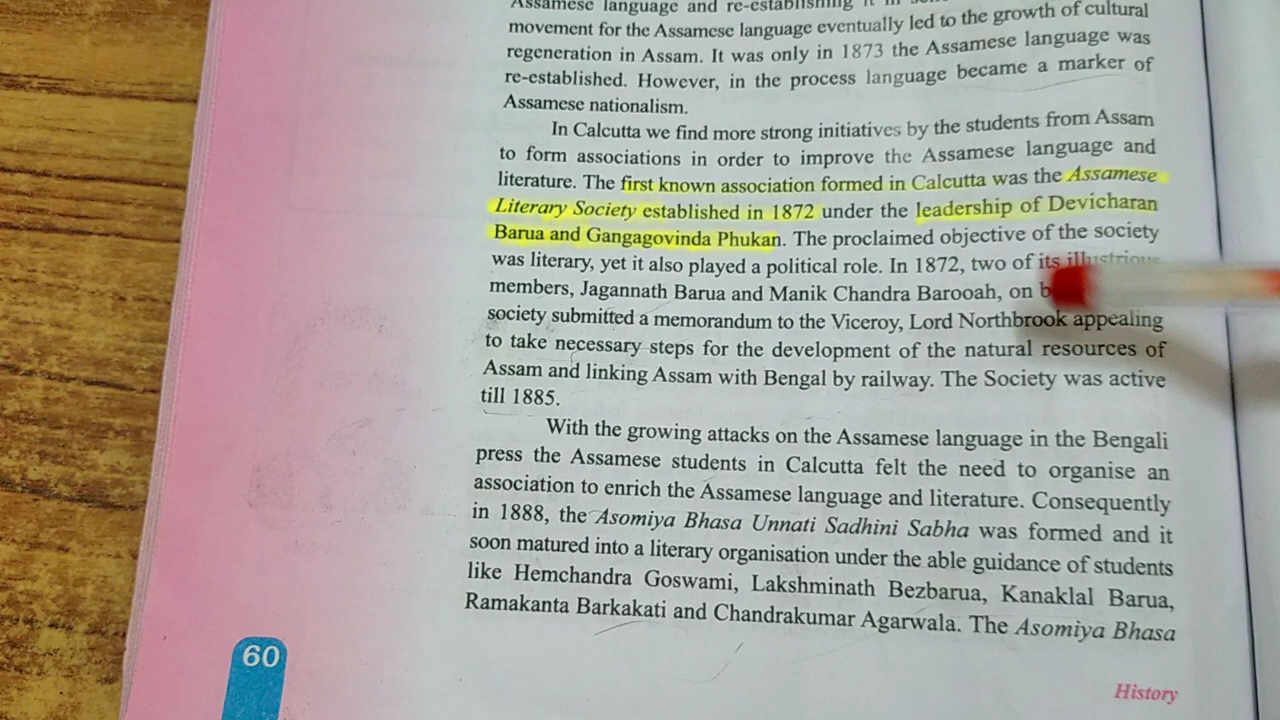 Assamese language and re-establishing it in
movement for the Assamese language eventually led to the growth of cultural
regeneration in Assam. It was only in 1873 the Assamese language was
re-established. However, in the process language became a marker of
Assamese nationalism.
In Calcutta we find more strong initiatives by the students from Assam
to form associations in order to improve the Assamese language and
literature. The first known association formed in Calcutta was the Assamese
Literary Society established in 1872 under the leadership of Devicharan
Barua and Gangagovinda Phukan. The proclaimed objective of the society
was literary, yet it also played a political role. In 1872, two of its illustrious
members, Jagannath Barua and Manik Chandra Barooah, on
society submitted a memorandum to the Viceroy, Lord Northbrook appealing
to take necessary steps for the development of the natural resources of
Assam and linking Assam with Bengal by railway. The Society was active
till 1885.
With the growing attacks on the Assamese language in the Bengali
press the Assamese students in Calcutta felt the need to organise an
association to enrich the Assamese language and literature. Consequently
in 1888, the Asomiya Bhasa Unnati Sadhini Sabha was formed and it
soon matured into a literary organisation under the able guidance of students
like Hemchandra Goswami, Lakshminath Bezbarua, Kanaklal Barua,
Ramakanta Barkakati and Chandrakumar Agarwala. The Asomiya Bhasa
60
History